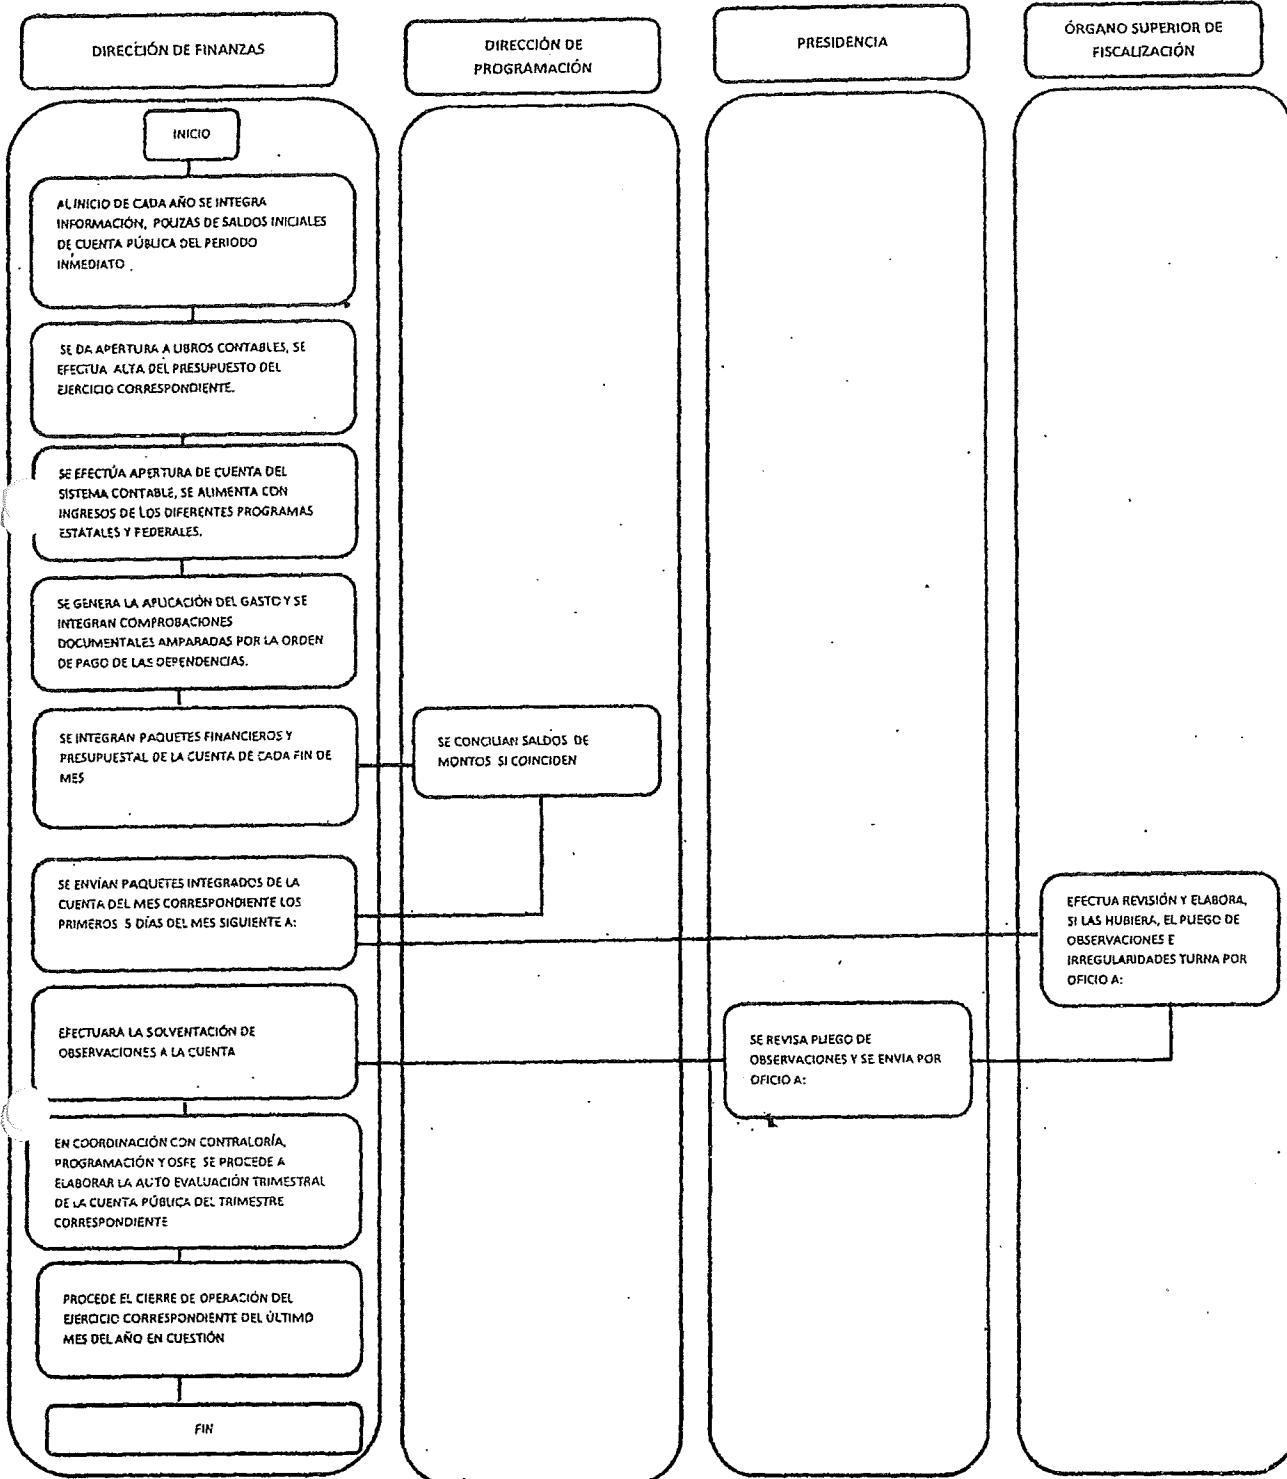 DIRECCIÓN DE FINANZAS
DIRECCIÓN DE
PROGRAMACIÓN
PRESIDENCIA
ÓRGANO SUPERIOR DE
FISCALIZACIÓN
INICIO
AL INICIO DE CADA AÑO SE INTEGRA
INFORMACIÓN, POLIZAS DE SALDOS INICIALES
DE CUENTA PÚBLICA DEL PERIODO
INMEDIATO
SE DA APERTURA A LIBROS CONTABLES, SE
EFECTUA ALTA DEL PRESUPUESTO DEL
EJERCICIO CORRESPONDIENTE.
SE EFECTÚA APERTURA DE CUENTA DEL
SISTEMA CONTABLE, SE ALIMENTA CON
INGRESOS DE LOS DIFERENTES PROGRAMAS
ESTATALES Y FEDERALES.
SE GENERA LA APLICACIÓN DEL GASTO Y SE
INTEGRAN COMPROBACIONES
DOCUMENTALES AMPARADAS POR LA ORDEN
DE PAGO DE LAS DEPENDENCIAS.
SE INTEGRAN PAQUETES FINANCIEROS Y
PRESUPUESTAL DE LA CUENTA DE CADA FIN DE
MES
SE CONCILIAN SALDOS DE
MONTOS SI COINCIDEN
SE ENVÍAN PAQUETES INTEGRADOS DE LA
CUENTA DEL MES CORRESPONDIENTE LOS
PRIMEROS 5 DÍAS DEL MES SIGUIENTE A:
EFECTUA REVISIÓN Y ELABORA,
SI LAS HUBIERA, EL PLIEGO DE
OBSERVACIONES E
IRREGULARIDADES TURNA POR
OFICIO A:
SE REVISA PLIEGO DE
OBSERVACIONES Y SE ENVIA POR
OFICIO A:
EFECTUARA LA SOLVENTACIÓN DE
OBSERVACIONES A LA CUENTA
EN COORDINACIÓN CON CONTRALORÍA,
PROGRAMACIÓN Y OSFE SE PROCEDE A
ELABORAR LA AUTO EVALUACIÓN TRIMESTRAL
DE LA CUENTA PÚBLICA DEL TRIMESTRE
CORRESPONDIENTE
PROCEDE EL CIERRE DE OPERACIÓN DEL
EJERCICIO CORRESPONDIENTE DEL ÚLTIMO
MES DEL AÑO EN CUESTIÓN
FIN